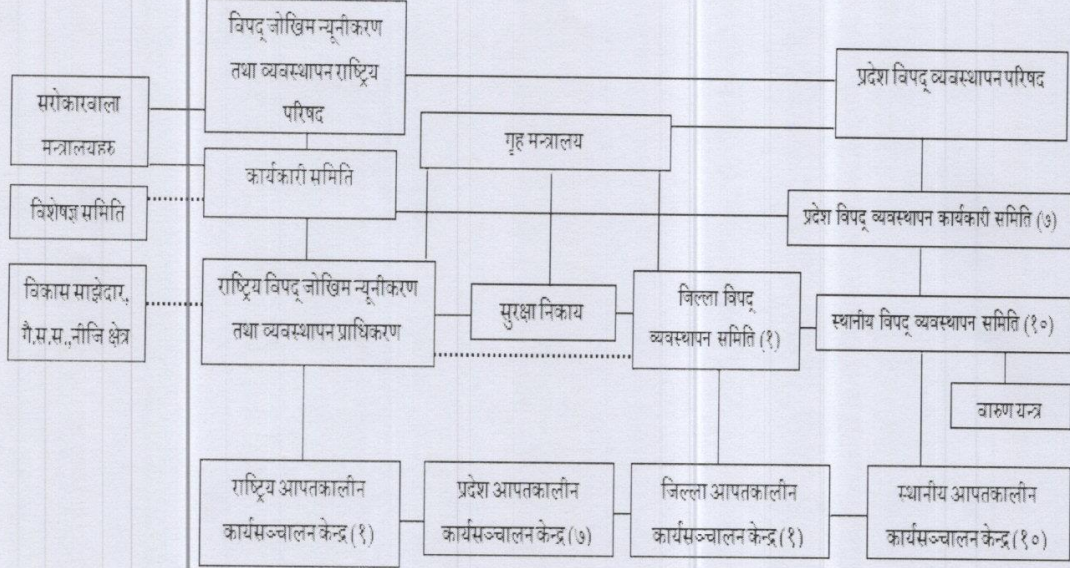 विपद् जोखिम न्यूनीकरण
तथा व्यवस्थापन राष्ट्रिय
परिषद
प्रदेश विपद् व्यवस्थापन परिषद
सरोकारवाला
मन्त्रालयहरु
गृह मन्त्रालय
कार्यकारी समिति
विशेषज्ञ समिति
प्रदेश विपद् व्यवस्थापन कार्यकारी समिति (७)
विकास साझेदार,
गै.स.स.,नीजि क्षेत्र
राष्ट्रिय विपद् जोखिम न्यूनीकरण
तथा व्यवस्थापन प्राधिकरण
सुरक्षा निकाय
जिल्ला विपद्
व्यवस्थापन समिति (१)
स्थानीय विपद् व्यवस्थापन समिति (१०)
वारुण यन्त्र
राष्ट्रिय आपतकालीन
कार्यसञ्चालन केन्द्र (१)
प्रदेश आपतकालीन
कार्यसञ्चालन केन्द्र (७)
जिल्ला आपतकालीन
कार्यसञ्चालन केन्द्र (१)
स्थानीय आपतकालीन
कार्यसञ्चालन केन्द्र (१०)